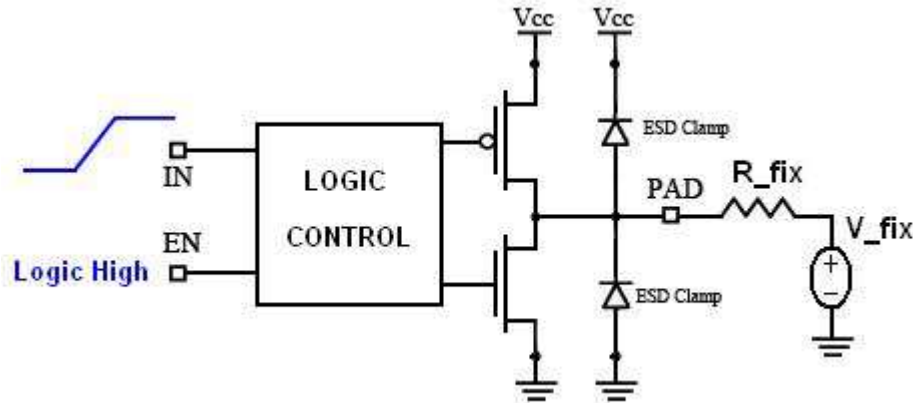 Vcc Vcc
ESD Clamp
IN
LOGIC
CONTROL
PAD
R_fix
EN
V_fix
Logic High
ESD Clamp
+
−